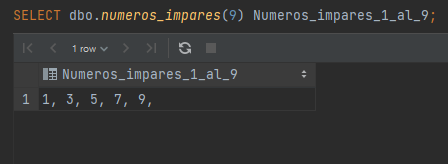 SELECT dbo.numeros_impares(9) Numeros_impares_1_al_9;
1 row
Numeros_impares_1_al_9
1 1, 3, 5, 7, 9,